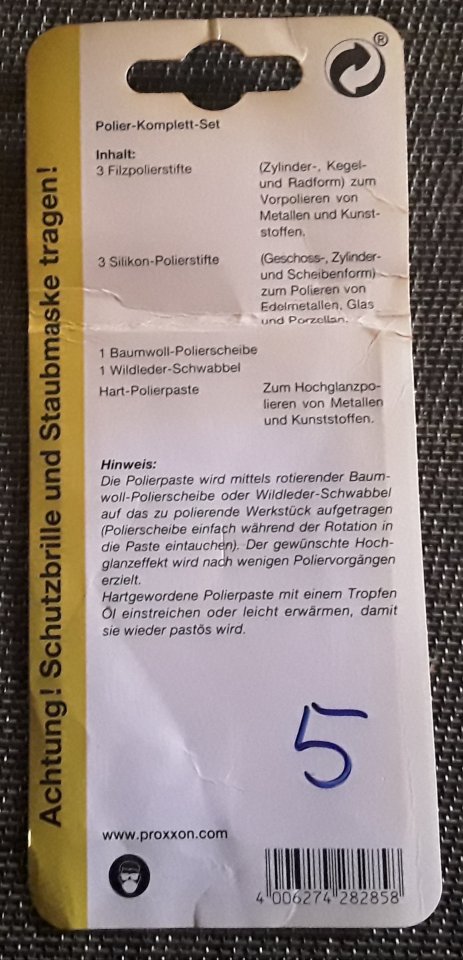 ®
Polier-Komplett-Set
Inhalt:
3 Filzpolierstifte (Zylinder-, Kegel-
und Radform) zum
Vorpolieren von
Metallen und Kunst-
stoffen.
3 Silikon-Polierstifte (Geschoss-, Zylinder-
und Scheibenform)
zum Polieren von
Edelmetallen, Glas
und Porzellan.
1 Baumwoll-Polierscheibe
1 Wildleder-Schwabbel
Hart-Polierpaste Zum Hochglanzpo-
lieren von Metallen
und Kunststoffen.
Hinweis:
Die Polierpaste wird mittels rotierender Baum-
woll-Polierscheibe oder Wildleder-Schwabbel
auf das zu polierende Werkstück aufgetragen
(Polierscheibe einfach während der Rotation in
die Paste eintauchen). Der gewünschte Hoch-
glanzeffekt wird nach wenigen Poliervorgängen
erzielt.
Hartgewordene Polierpaste mit einem Tropfen
Öl einstreichen oder leicht erwärmen, damit
sie wieder pastös wird.
5
www.proxxon.com
4 006274 282858
Achtung! Schutzbrille und Staubmaske tragen!